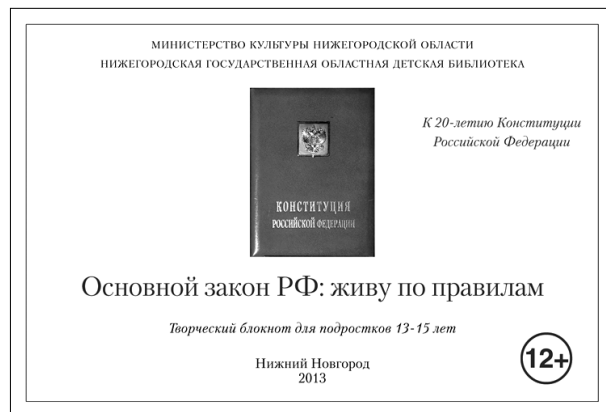 МИНИСТЕРСТВО КУЛЬТУРЫ НИЖЕГОРОДСКОЙ ОБЛАСТИ
НИЖЕГОРОДСКАЯ ГОСУДАРСТВЕННАЯ ОБЛАСТНАЯ ДЕТСКАЯ БИБЛИОТЕКА
К 20-летию Конституции
Российской Федерации
КОНСТИТУЦИЯ
РОССИЙСКОЙ ФЕДЕРАЦИИ
Основной закон РФ: живу по правилам
Творческий блокнот для подростков 13-15 лет
Нижний Новгород
2013
12+